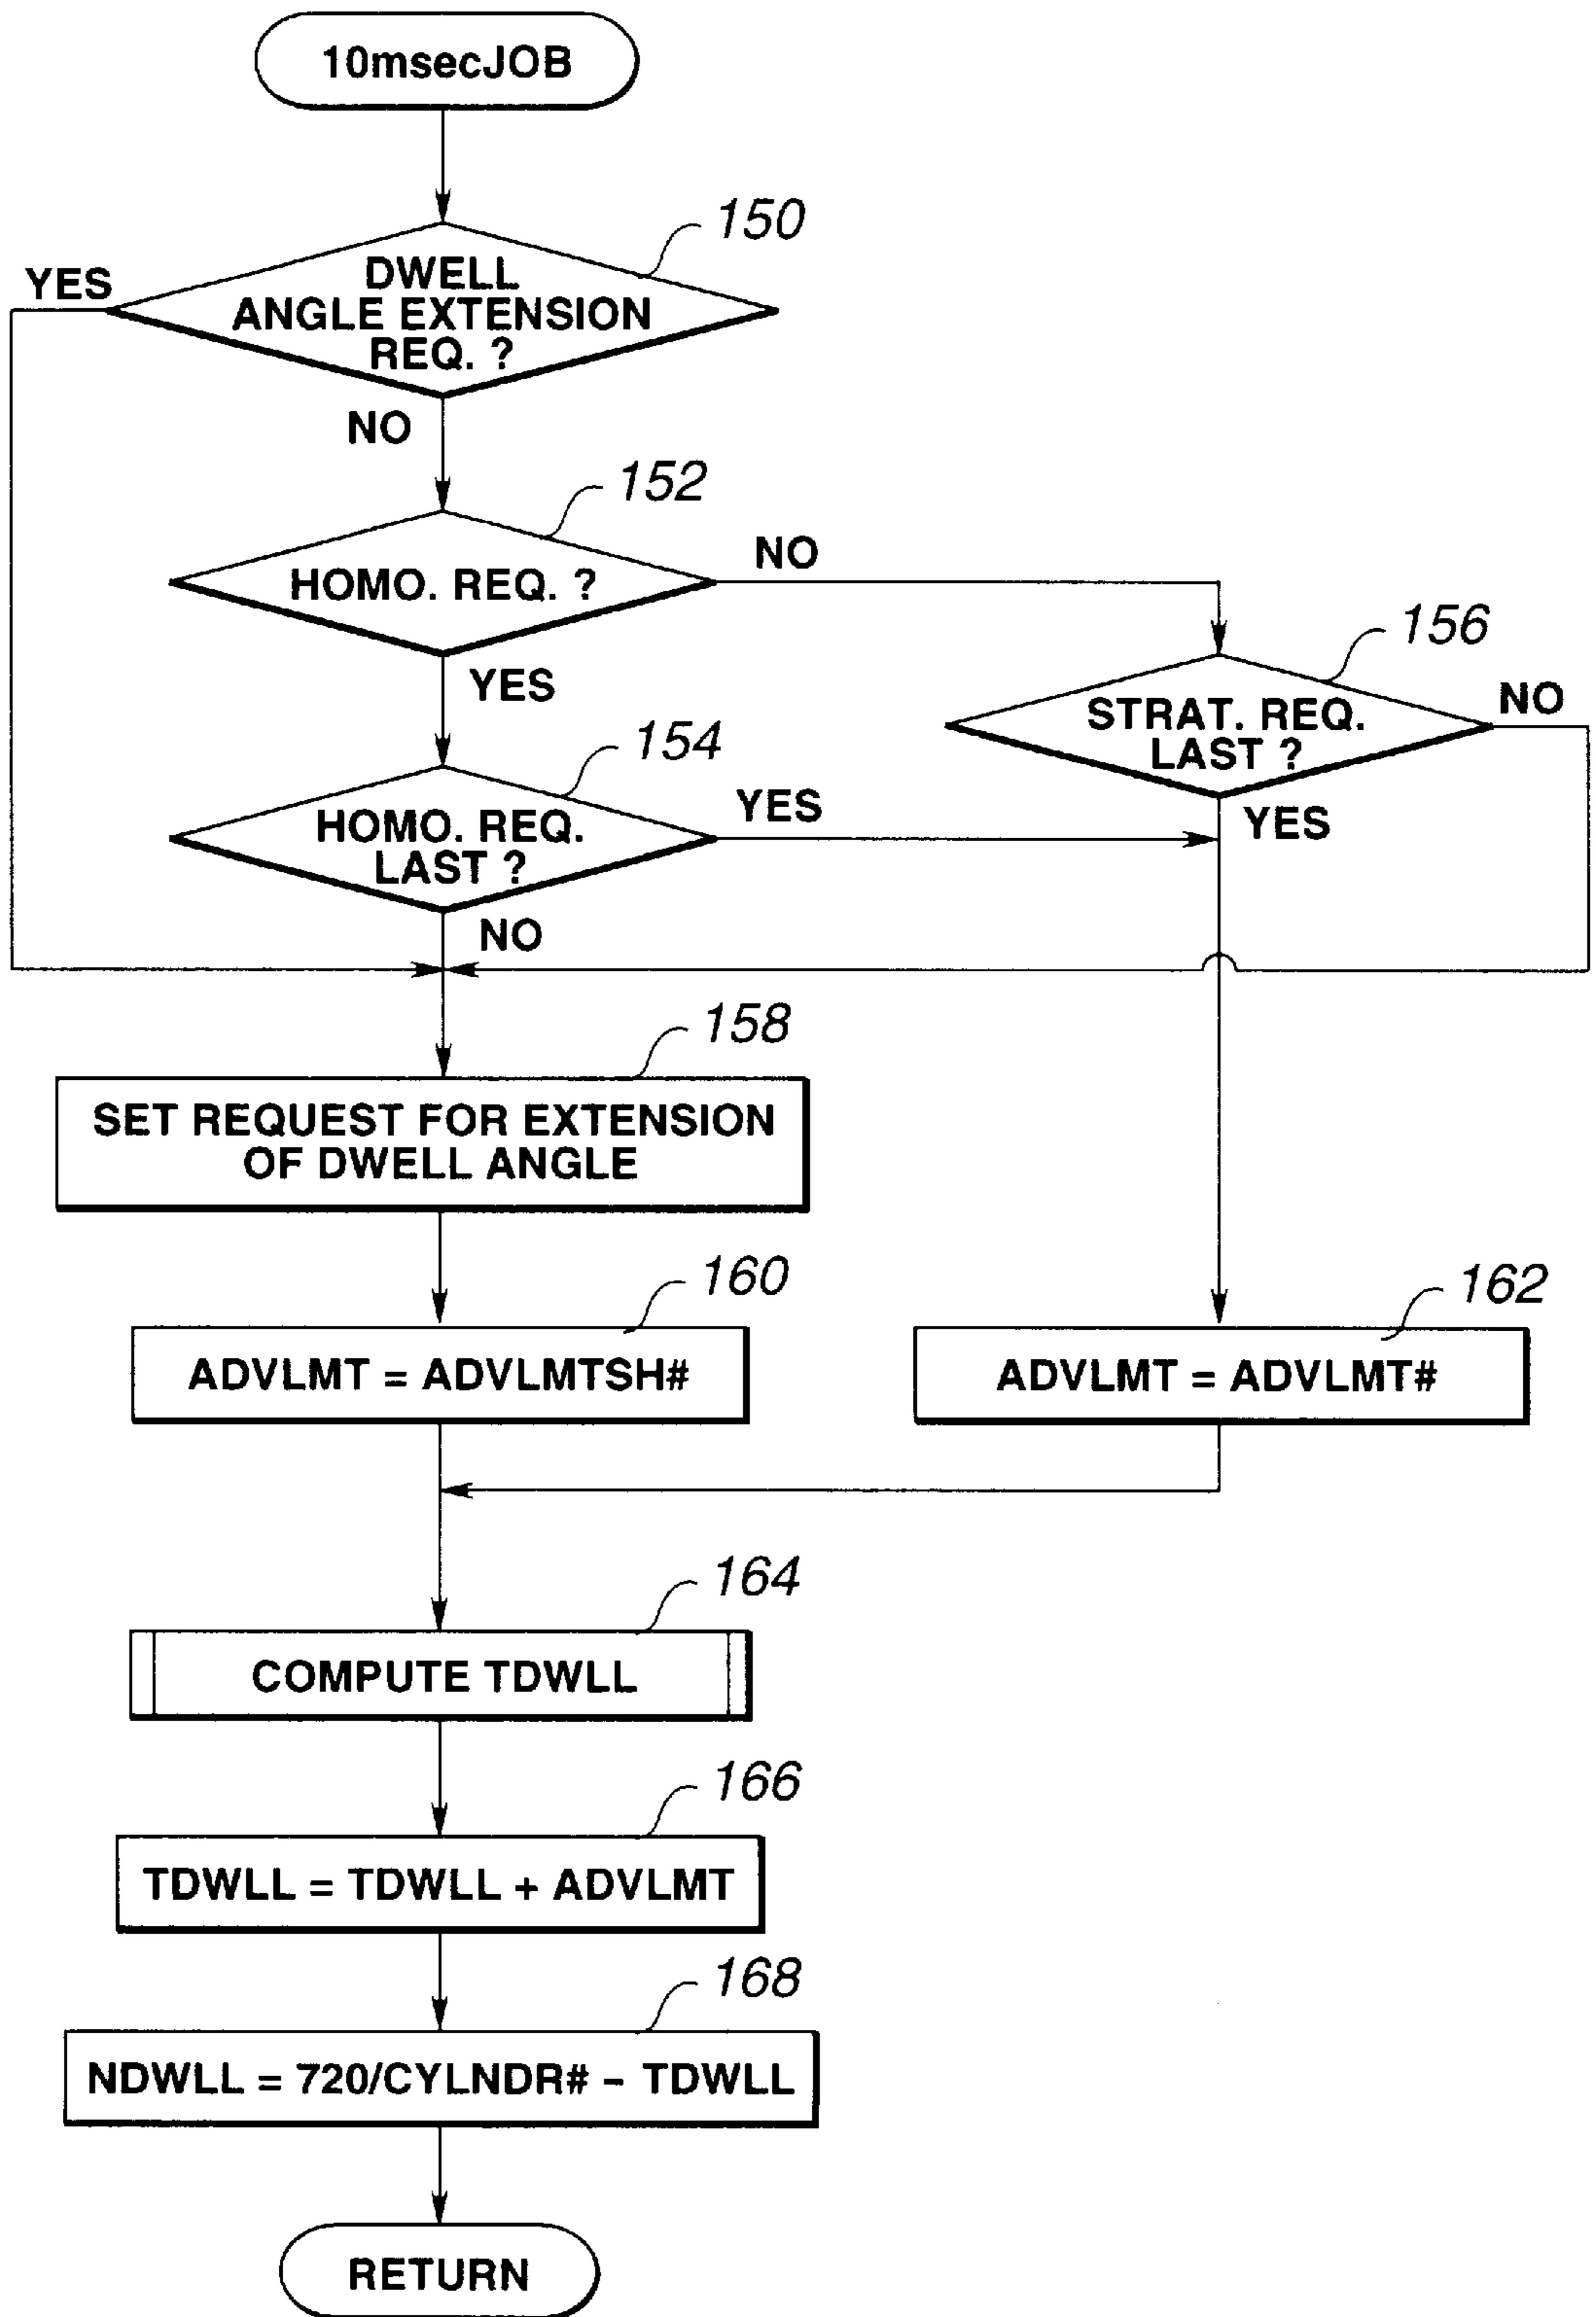 10msecJOB
150
YES
DWELL
ANGLE EXTENSION
REQ. ?
NO
152
HOMO. REQ. ?
NO
YES
156
STRAT. REQ.
LAST ?
NO
YES
154
HOMO. REQ.
LAST ?
YES
NO
158
SET REQUEST FOR EXTENSION
OF DWELL ANGLE
160
ADVLMT = ADVLMTSH#
162
ADVLMT = ADVLMT#
164
COMPUTE TDWLL
166
TDWLL = TDWLL + ADVLMT
168
NDWLL = 720/CYLNDR# – TDWLL
RETURN